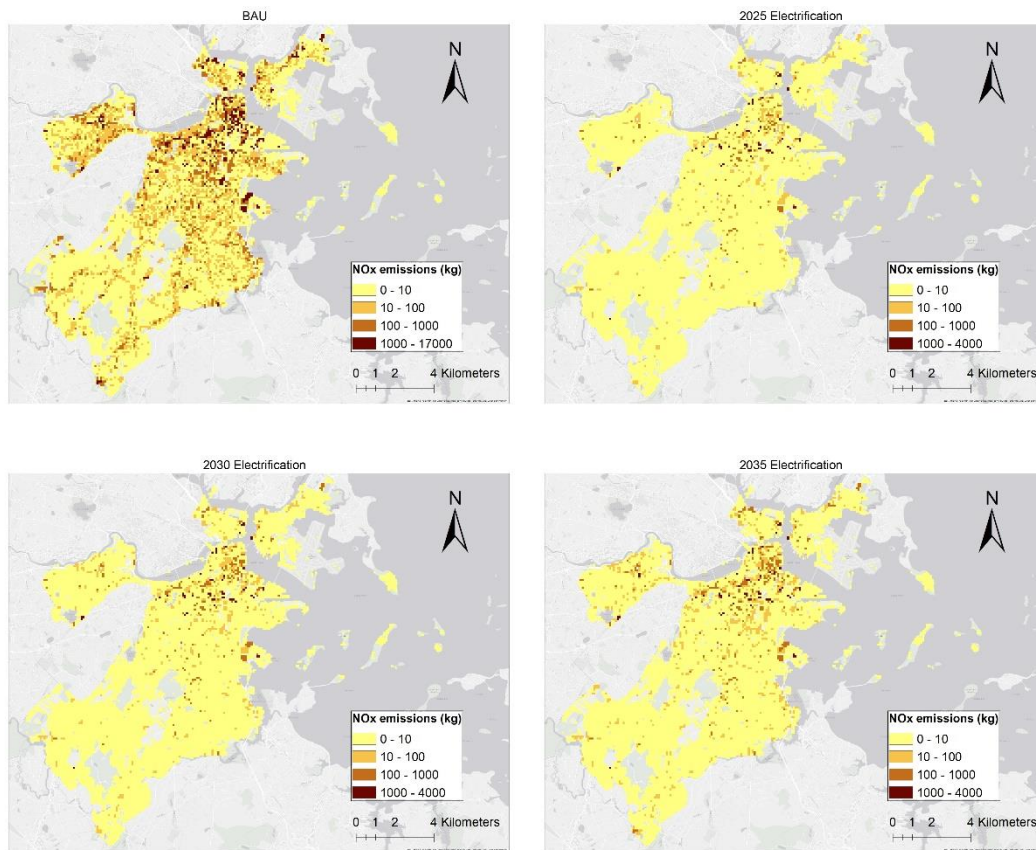 BAU
N
NOx emissions (kg)
0 - 10
10 - 100
100 - 1000
1000 - 17000
0 1 2 4 Kilometers
2025 Electrification
N
NOx emissions (kg)
0 - 10
10 - 100
100 - 1000
1000 - 4000
0 1 2 4 Kilometers
2030 Electrification
N
NOx emissions (kg)
0 - 10
10 - 100
100 - 1000
1000 - 4000
0 1 2 4 Kilometers
2035 Electrification
N
NOx emissions (kg)
0 - 10
10 - 100
100 - 1000
1000 - 4000
0 1 2 4 Kilometers